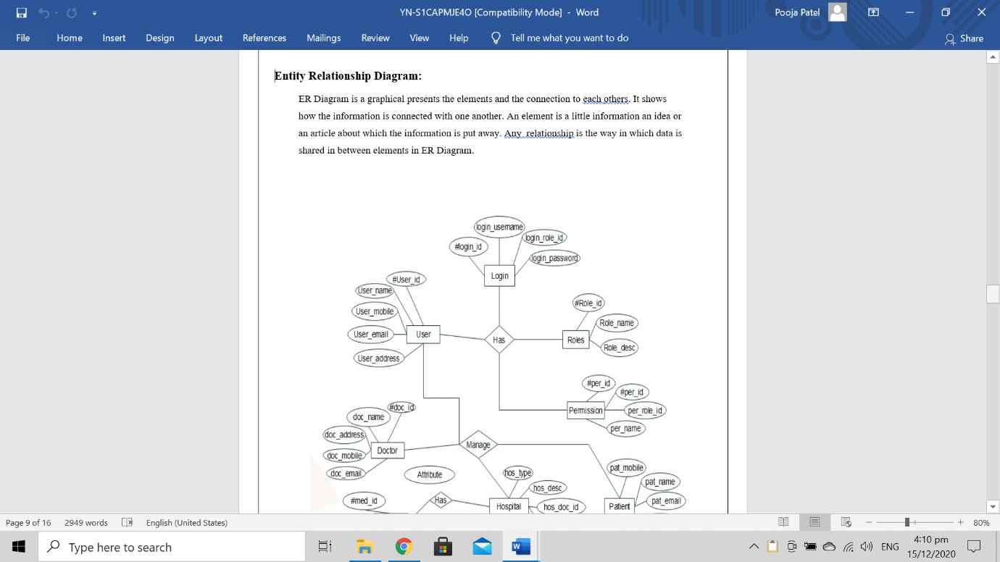 YN-S1CAPMJE4O [Compatibility Mode] - Word
Pooja Patel
File Home Insert Design Layout References Mailings Review View Help Tell me what you want to do Share
Entity Relationship Diagram:
ER Diagram is a graphical presents the elements and the connection to each others. It shows
how the information is connected with one another. An element is a little information an idea or
an article about which the information is put away. Any relationship is the way in which data is
shared in between elements in ER Diagram.
login_username
login_role_id
#login_id
login_password
Login
#User_id
User_name
#Role_id
User_mobile
Role_name
User_email
User
Has
Roles
Role_desc
User_address
#per_id
#per_id
#doc_id
Permission
per_role_id
doc_name
per_name
doc_address
Manage
Doctor
doc_mobile
pat_mobile
doc_email
Attribute
hos_type
pat_name
hos_desc
#med_id
Has
Hospital
hos_doc_id
Patient
pat_email
Page 9 of 16 2949 words English (United States) 80%
Type here to search
ENG
4:10 pm
15/12/2020